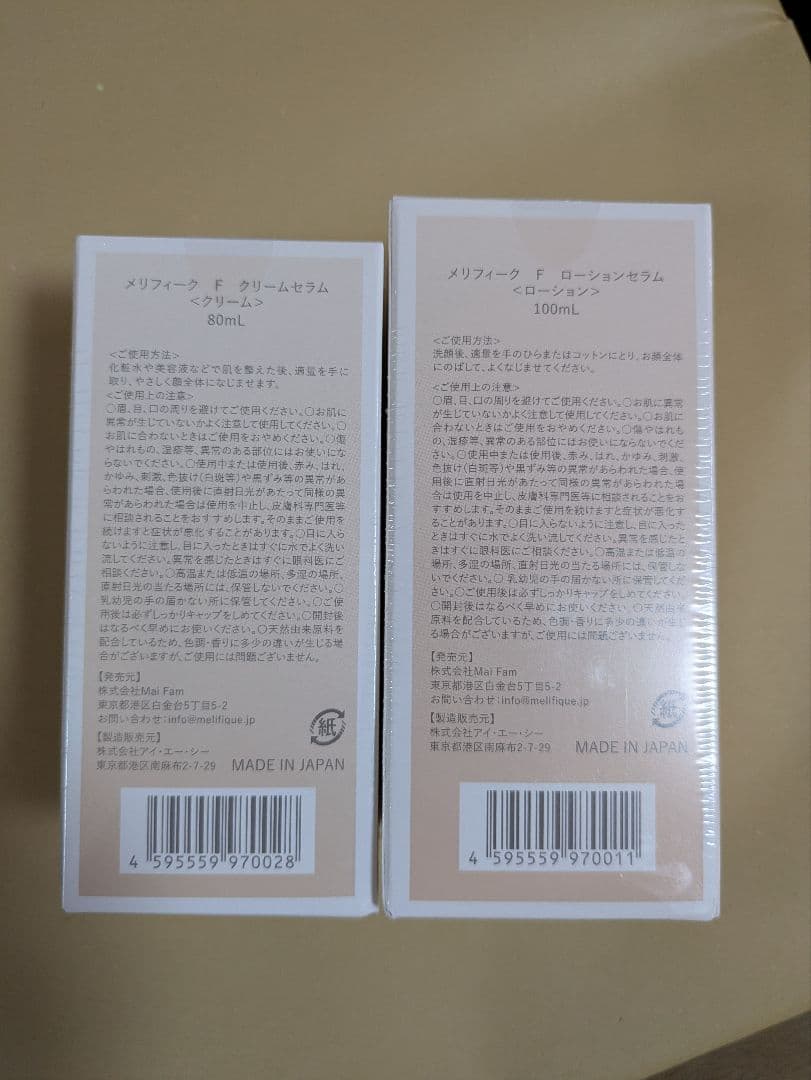 メリフィーク F クリームセラム
＜クリーム＞
80mL
＜ご使用方法＞
化粧水や美容液などで肌を整えた後、適量を手に
取り、やさしく顔全体になじませます。
＜ご使用上の注意＞
○眉、目、口の周りを避けてご使用ください。○お肌に
異常が生じていないかよく注意して使用してください。○
お肌に合わないときはご使用をおやめください。○傷
やはれもの、湿疹等、異常のある部位にはお使いにな
らないでください。○使用中または使用後、赤み、はれ、
かゆみ、刺激、色抜け(白斑等)や黒ずみ等の異常があ
らわれた場合、使用後に直射日光があたって同様の異
常があらわれた場合は使用を中止し、皮膚科専門医等
に相談されることをおすすめします。そのままご使用を
続けますと症状が悪化することがあります。○目に入ら
ないように注意し、目に入ったときはすぐに水でよく洗い
流してください。異常を感じたときはすぐに眼科医にご
相談ください。○高温または低温の場所、多湿の場所、
直射日光の当たる場所には、保管しないでください。○
乳幼児の手の届かない所に保管してください。○ご使
用後は必ずしっかりキャップをしめてください。○開封後
はなるべく早めにお使いください。○天然由来原料を
配合しているため、色調・香りに多少の違いが生じる場
合がございますが、ご使用には問題ございません。
【発売元】
株式会社Mai Fam
東京都港区白金台5丁目5-2
お問い合わせ：info@melifique.jp
【製造販売元】
株式会社アイ・エー・シー
東京都港区南麻布2-7-29
MADE IN JAPAN
紙
4 595559 970028
メリフィーク F ローションセラム
＜ローション＞
100mL
＜ご使用方法＞
洗顔後、適量を手のひらまたはコットンにとり、お顔全体
にのばして、よくなじませてください。
＜ご使用上の注意＞
○眉、目、口の周りを避けてご使用ください。○お肌に異常
が生じていないかよく注意して使用してください。○お肌に
合わないときはご使用をおやめください。○傷やはれも
の、湿疹等、異常のある部位にはお使いにならないでくだ
さい。○使用中または使用後、赤み、はれ、かゆみ、刺激、
色抜け(白斑等)や黒ずみ等の異常があらわれた場合、使
用後に直射日光があたって同様の異常があらわれた場
合は使用を中止し、皮膚科専門医等に相談されることをお
すすめします。そのままご使用を続けますと症状が悪化す
ることがあります。○目に入らないように注意し、目に入った
ときはすぐに水でよく洗い流してください。異常を感じたと
きはすぐに眼科医にご相談ください。○高温または低温の
場所、多湿の場所、直射日光の当たる場所には、保管しな
いでください。○乳幼児の手の届かない所に保管してくだ
さい。○ご使用後は必ずしっかりキャップをしめてください。
○開封後はなるべく早めにお使いください。○天然由来
原料を配合しているため、色調・香りに多少の違いが生じ
る場合がございますが、ご使用には問題ございません。
【発売元】
株式会社Mai Fam
東京都港区白金台5丁目5-2
お問い合わせ：info@melifique.jp
【製造販売元】
株式会社アイ・エー・シー
東京都港区南麻布2-7-29
MADE IN JAPAN
紙
4 595559 970011